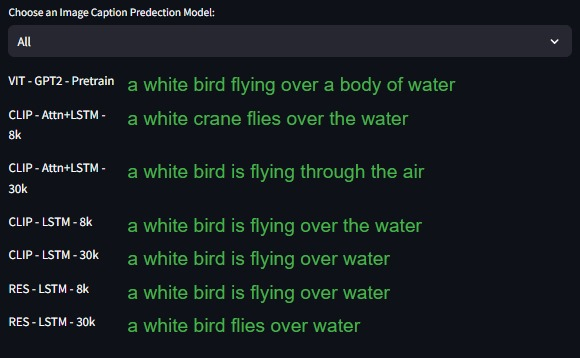 Choose an Image Caption Predection Model:
All
VIT - GPT2 - Pretrain a white bird flying over a body of water
CLIP - Attn+LSTM - 8k a white crane flies over the water
CLIP - Attn+LSTM - 30k a white bird is flying through the air
CLIP - LSTM - 8k a white bird is flying over the water
CLIP - LSTM - 30k a white bird is flying over water
RES - LSTM - 8k a white bird is flying over water
RES - LSTM - 30k a white bird flies over water